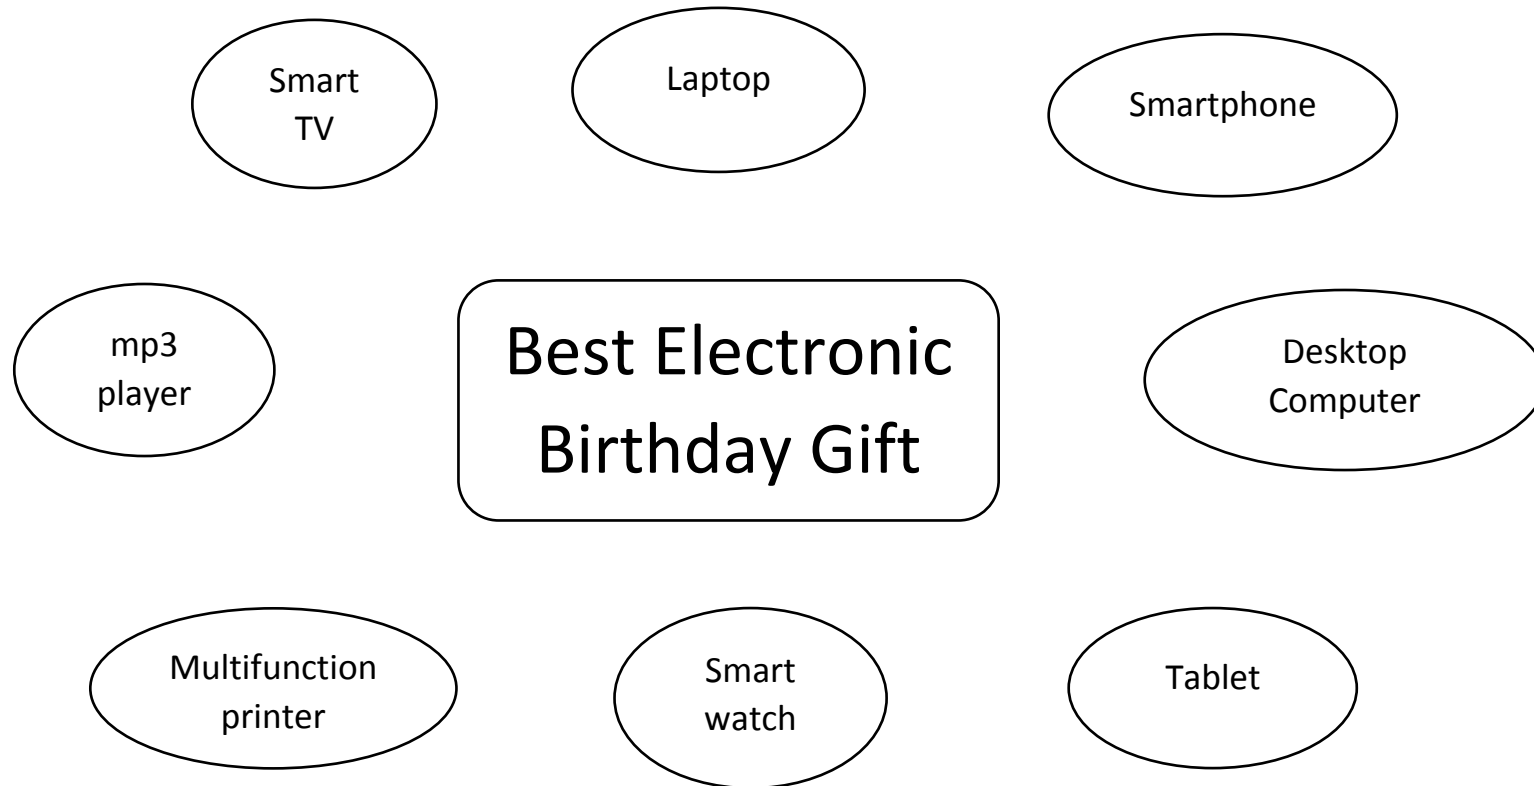 Smart
TV
Laptop
Smartphone
mp3
player
Best Electronic
Birthday Gift
Desktop
Computer
Multifunction
printer
Smart
watch
Tablet